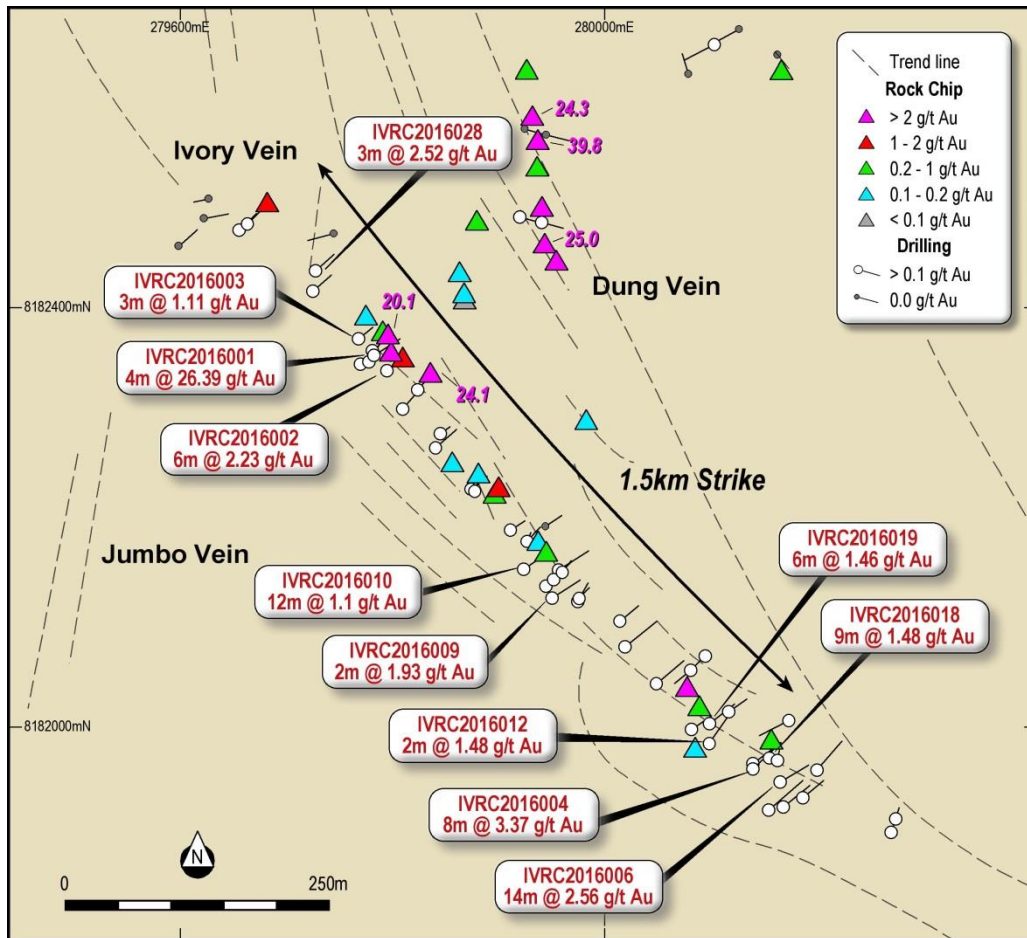 279600mE
280000mE
Trend line
Rock Chip
> 2 g/t Au
1 - 2 g/t Au
0.2 - 1 g/t Au
0.1 - 0.2 g/t Au
< 0.1 g/t Au
Drilling
> 0.1 g/t Au
0.0 g/t Au
24.3
39.8
25.0
IVRC2016028
3m @ 2.52 g/t Au
Ivory Vein
Dung Vein
8182400mN
IVRC2016003
3m @ 1.11 g/t Au
20.1
IVRC2016001
4m @ 26.39 g/t Au
24.1
IVRC2016002
6m @ 2.23 g/t Au
1.5km Strike
Jumbo Vein
IVRC2016019
6m @ 1.46 g/t Au
IVRC2016010
12m @ 1.1 g/t Au
IVRC2016018
9m @ 1.48 g/t Au
IVRC2016009
2m @ 1.93 g/t Au
8182000mN
IVRC2016012
2m @ 1.48 g/t Au
IVRC2016004
8m @ 3.37 g/t Au
IVRC2016006
14m @ 2.56 g/t Au
N
0
250m